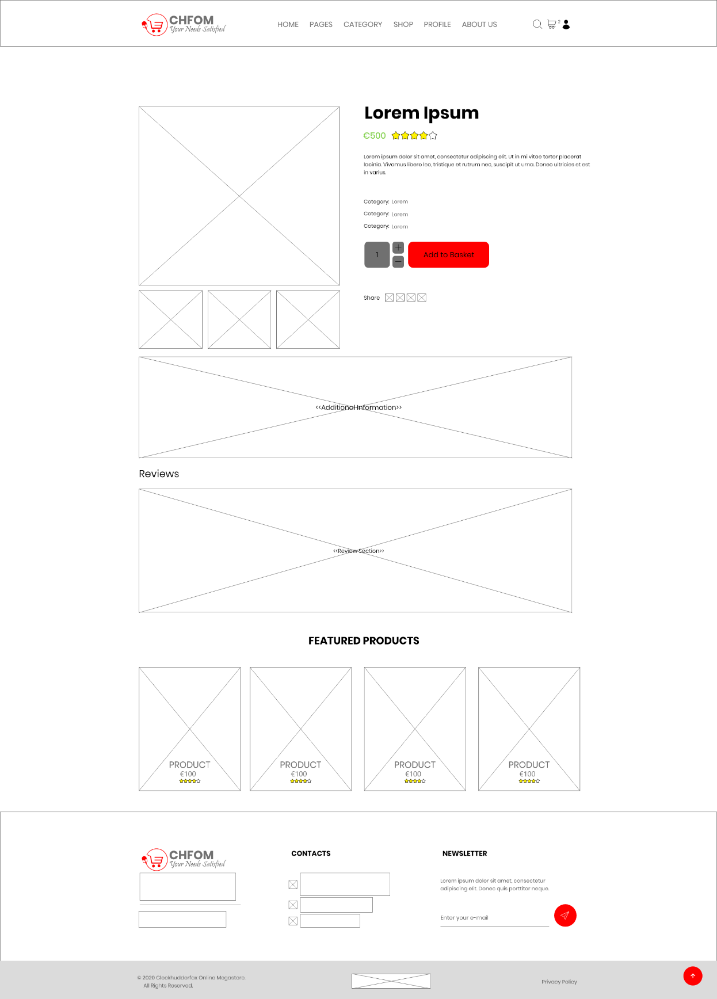 CHFOM
Your Needs Satisfied
HOME PAGES CATEGORY SHOP PROFILE ABOUT US
2
Lorem Ipsum
€500
Lorem ipsum dolor sit amet, consectetur adipiscing elit. Ut in mi vitae tortor placerat
lacinia. Vivamus libero leo, tristique et rutrum nec, suscipit ut urna. Donec ultricies et est
in varius.
Category: Lorem
Category: Lorem
Category: Lorem
1
+
−
Add to Basket
Share
<<Additional Information>>
Reviews
<<Review Section>>
FEATURED PRODUCTS
PRODUCT
€100
PRODUCT
€100
PRODUCT
€100
PRODUCT
€100
CHFOM
Your Needs Satisfied
CONTACTS
NEWSLETTER
Lorem ipsum dolor sit amet, consectetur
adipiscing elit. Donec quis porttitor neque.
Enter your e-mail
© 2020 Cleckhudderfax Online Megastore.
All Rights Reserved.
Privacy Policy